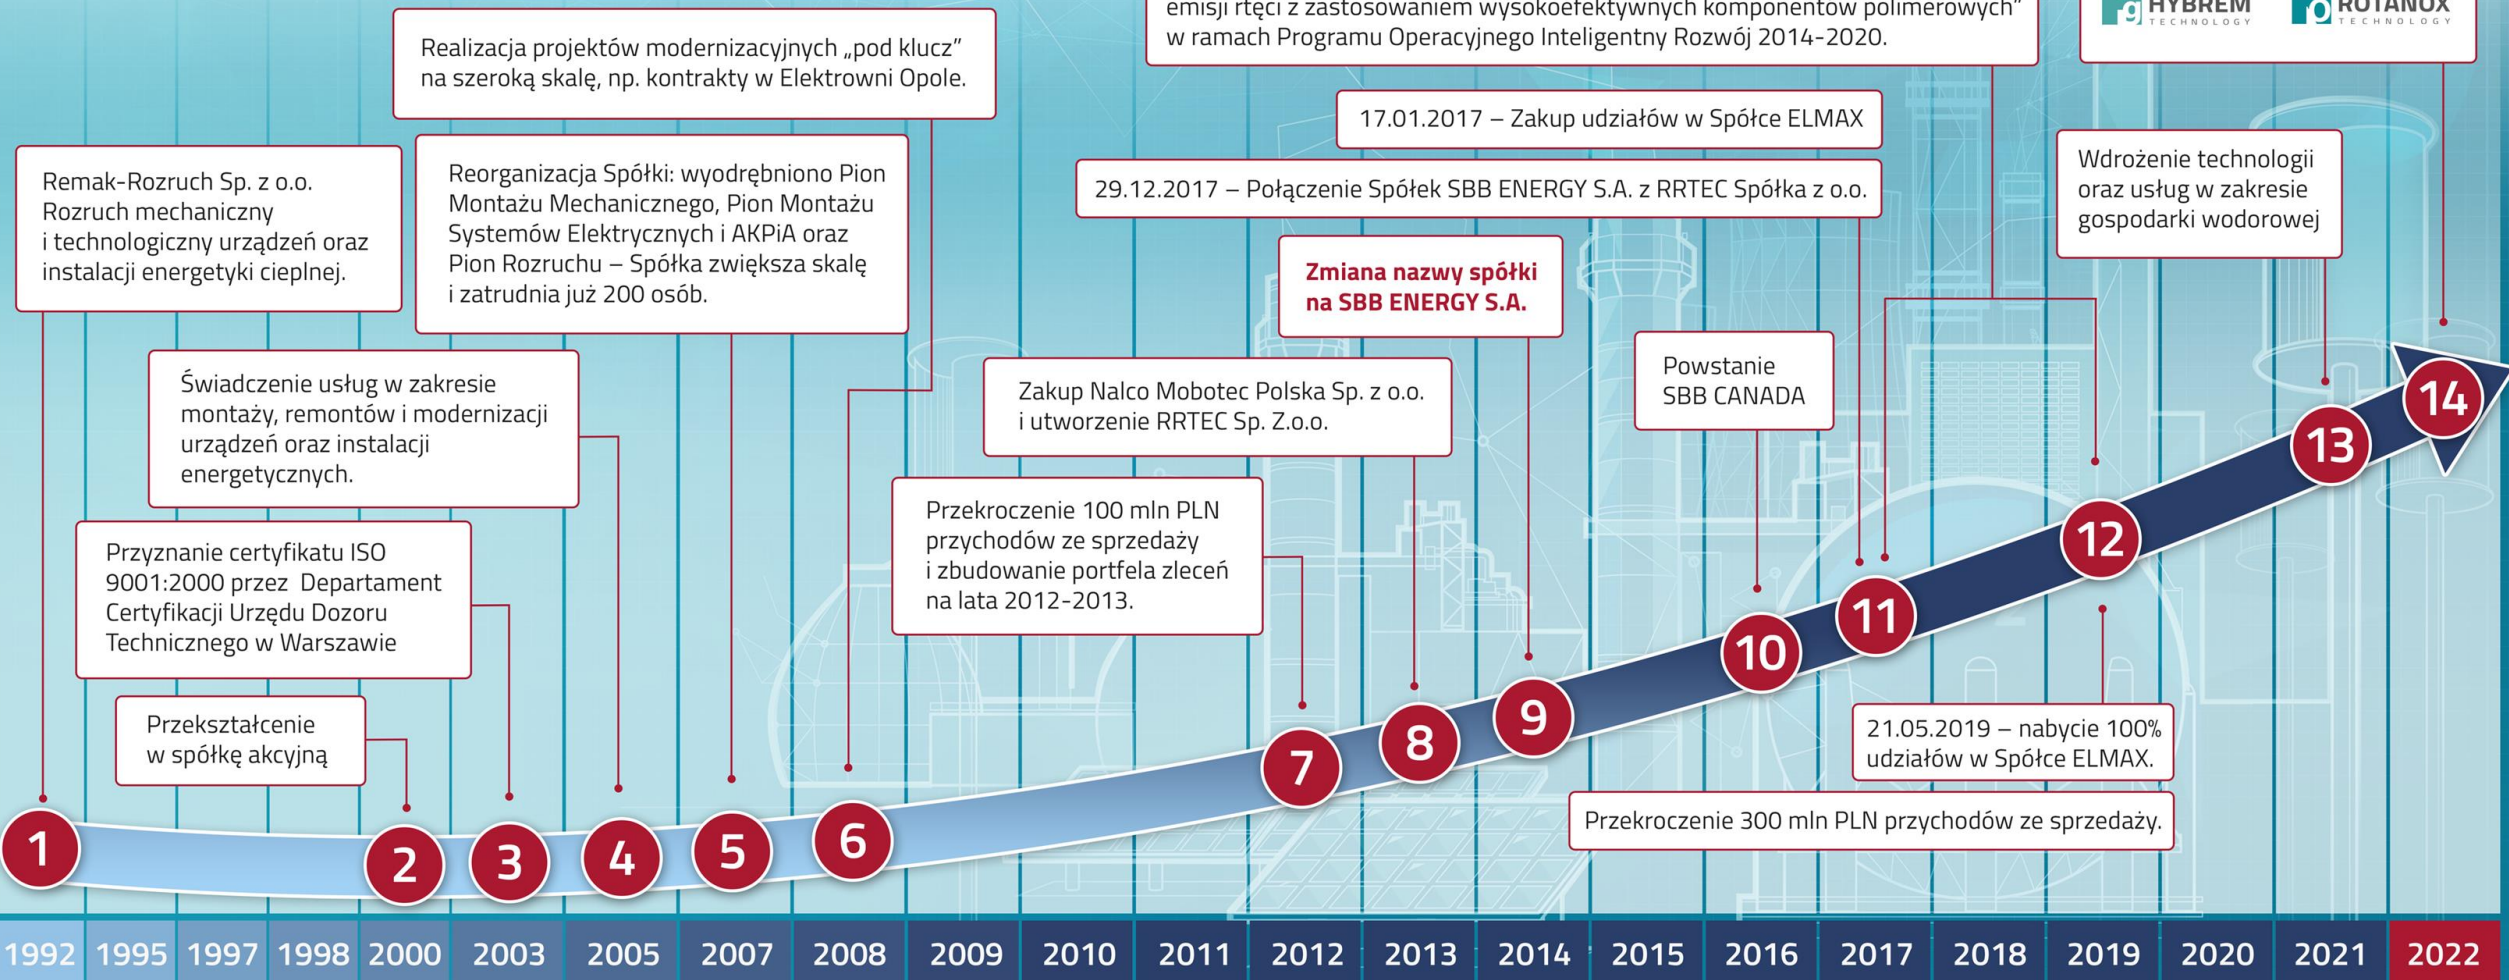 emisji rtęci z zastosowaniem wysokoefektywnych komponentów polimerowych”
w ramach Programu Operacyjnego Inteligentny Rozwój 2014-2020.
HYBREM
TECHNOLOGY
ROTANOX
TECHNOLOGY
Realizacja projektów modernizacyjnych „pod klucz”
na szeroką skalę, np. kontrakty w Elektrowni Opole.
17.01.2017 – Zakup udziałów w Spółce ELMAX
29.12.2017 – Połączenie Spółek SBB ENERGY S.A. z RRTEC Spółka z o.o.
Wdrożenie technologii
oraz usług w zakresie
gospodarki wodorowej
Remak-Rozruch Sp. z o.o.
Rozruch mechaniczny
i technologiczny urządzeń oraz
instalacji energetyki cieplnej.
Reorganizacja Spółki: wyodrębniono Pion
Montażu Mechanicznego, Pion Montażu
Systemów Elektrycznych i AKPiA oraz
Pion Rozruchu – Spółka zwiększa skalę
i zatrudnia już 200 osób.
Zmiana nazwy spółki
na SBB ENERGY S.A.
Powstanie
SBB CANADA
Świadczenie usług w zakresie
montaży, remontów i modernizacji
urządzeń oraz instalacji
energetycznych.
Zakup Nalco Mobotec Polska Sp. z o.o.
i utworzenie RRTEC Sp. Z.o.o.
Przekroczenie 100 mln PLN
przychodów ze sprzedaży
i zbudowanie portfela zleceń
na lata 2012-2013.
Przyznanie certyfikatu ISO
9001:2000 przez Departament
Certyfikacji Urzędu Dozoru
Technicznego w Warszawie
Przekształcenie
w spółkę akcyjną
21.05.2019 – nabycie 100%
udziałów w Spółce ELMAX.
Przekroczenie 300 mln PLN przychodów ze sprzedaży.
1
2
3
4
5
6
7
8
9
10
11
12
13
14
1992 1995 1997 1998 2000 2003 2005 2007 2008 2009 2010 2011 2012 2013 2014 2015 2016 2017 2018 2019 2020 2021 2022